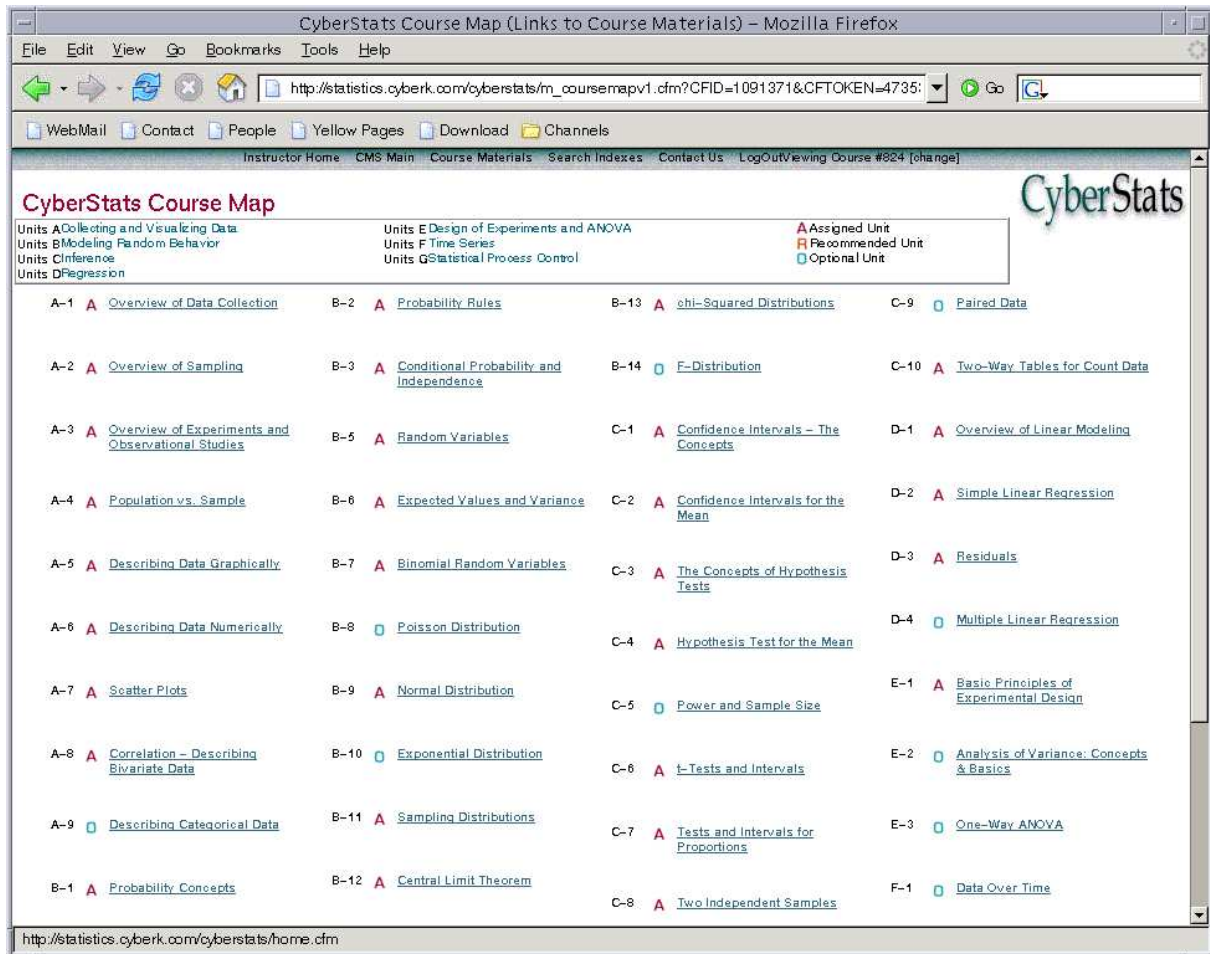 CyberStats Course Map (Links to Course Materials) – Mozilla Firefox
File Edit View Go Bookmarks Tools Help
http://statistics.cyberk.com/cyberstats/m_coursemapv1.cfm?CFID=1091371&CFTOKEN=4735 Go G
WebMail Contact People Yellow Pages Download Channels
Instructor Home CMS Main Course Materials Search Indexes Contact Us LogOutViewing Course #824 [change]
CyberStats
CyberStats Course Map
Units A Collecting and Visualizing Data
Units B Modeling Random Behavior
Units C Inference
Units D Regression
Units E Design of Experiments and ANOVA
Units F Time Series
Units G Statistical Process Control
A Assigned Unit
R Recommended Unit
O Optional Unit
A–1 A Overview of Data Collection
A–2 A Overview of Sampling
A–3 A Overview of Experiments and
Observational Studies
A–4 A Population vs. Sample
A–5 A Describing Data Graphically
A–6 A Describing Data Numerically
A–7 A Scatter Plots
A–8 A Correlation – Describing
Bivariate Data
A–9 O Describing Categorical Data
B–1 A Probability Concepts
B–2 A Probability Rules
B–3 A Conditional Probability and
Independence
B–5 A Random Variables
B–6 A Expected Values and Variance
B–7 A Binomial Random Variables
B–8 O Poisson Distribution
B–9 A Normal Distribution
B–10 O Exponential Distribution
B–11 A Sampling Distributions
B–12 A Central Limit Theorem
B–13 A chi–Squared Distributions
B–14 O F–Distribution
C–1 A Confidence Intervals – The
Concepts
C–2 A Confidence Intervals for the
Mean
C–3 A The Concepts of Hypothesis
Tests
C–4 A Hypothesis Test for the Mean
C–5 O Power and Sample Size
C–6 A t–Tests and Intervals
C–7 A Tests and Intervals for
Proportions
C–8 A Two Independent Samples
C–9 O Paired Data
C–10 A Two–Way Tables for Count Data
D–1 A Overview of Linear Modeling
D–2 A Simple Linear Regression
D–3 A Residuals
D–4 O Multiple Linear Regression
E–1 A Basic Principles of
Experimental Design
E–2 O Analysis of Variance: Concepts
& Basics
E–3 O One–Way ANOVA
F–1 O Data Over Time
http://statistics.cyberk.com/cyberstats/home.cfm